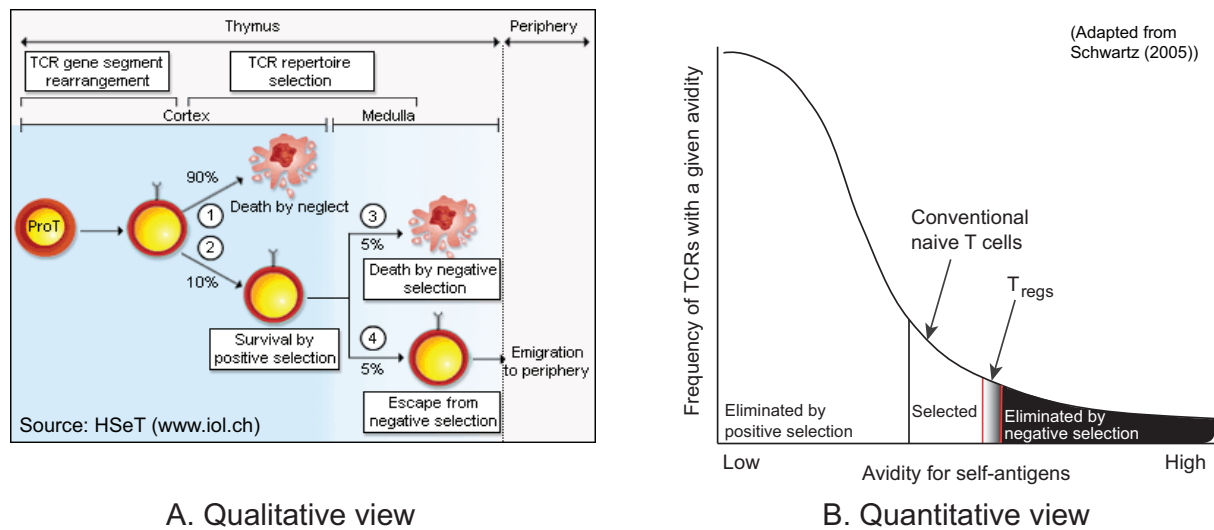 Thymus
Periphery
TCR gene segment
rearrangement
TCR repertoire
selection
Cortex
Medulla
90%
Death by neglect
ProT
1
2
3
5%
10%
Death by negative
selection
Survival by
positive selection
4
5%
Emigration
to periphery
Escape from
negative selection
Source: HSeT (www.iol.ch)
A. Qualitative view
(Adapted from
Schwartz (2005))
Frequency of TCRs with a given avidity
Conventional
naive T cells
Tregs
Eliminated by
positive selection
Selected
Eliminated by
negative selection
Low
High
Avidity for self-antigens
B. Quantitative view